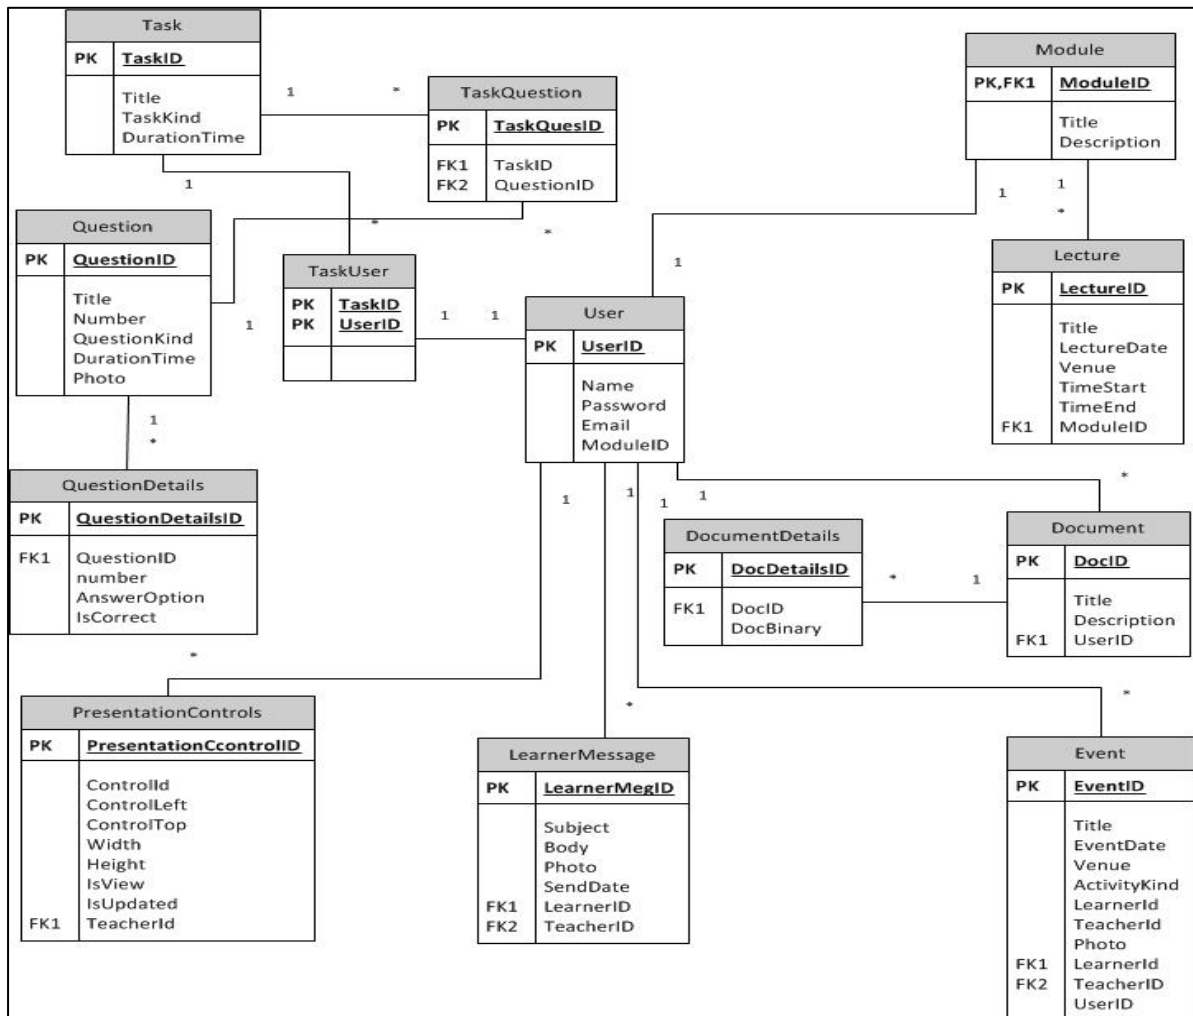 Task
PK TaskID
Title
TaskKind
DurationTime
1 *
1
TaskQuestion
PK TaskQuesID
FK1 TaskID
FK2 QuestionID
* *
Module
PK,FK1 ModuleID
Title
Description
1 1
*
1
Question
PK QuestionID
Title
Number
QuestionKind
DurationTime
Photo
1
1
*
TaskUser
PK TaskID
PK UserID
1 1
User
PK UserID
Name
Password
Email
ModuleID
1 1 1 1
Lecture
PK LectureID
Title
LectureDate
Venue
TimeStart
TimeEnd
FK1 ModuleID
*
QuestionDetails
PK QuestionDetailsID
FK1 QuestionID
number
AnswerOption
IsCorrect
*
DocumentDetails
PK DocDetailsID
FK1 DocID
DocBinary
* 1
Document
PK DocID
Title
Description
FK1 UserID
* *
PresentationControls
PK PresentationCcontrolID
ControlId
ControlLeft
ControlTop
Width
Height
IsView
IsUpdated
FK1 TeacherId
LearnerMessage
PK LearnerMegID
Subject
Body
Photo
SendDate
FK1 LearnerID
FK2 TeacherID
Event
PK EventID
Title
EventDate
Venue
ActivityKind
LearnerId
TeacherId
Photo
FK1 LearnerId
FK2 TeacherID
UserID